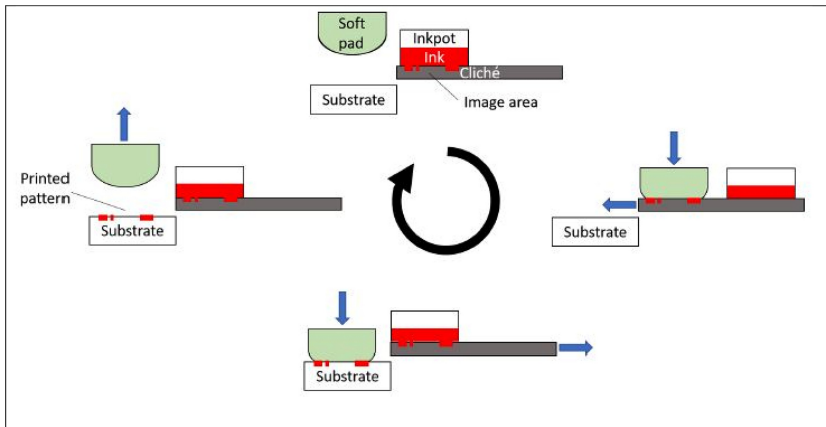 Soft
pad
Inkpot
Ink
Cliché
Image area
Substrate
Printed
pattern
Substrate
Substrate
Substrate